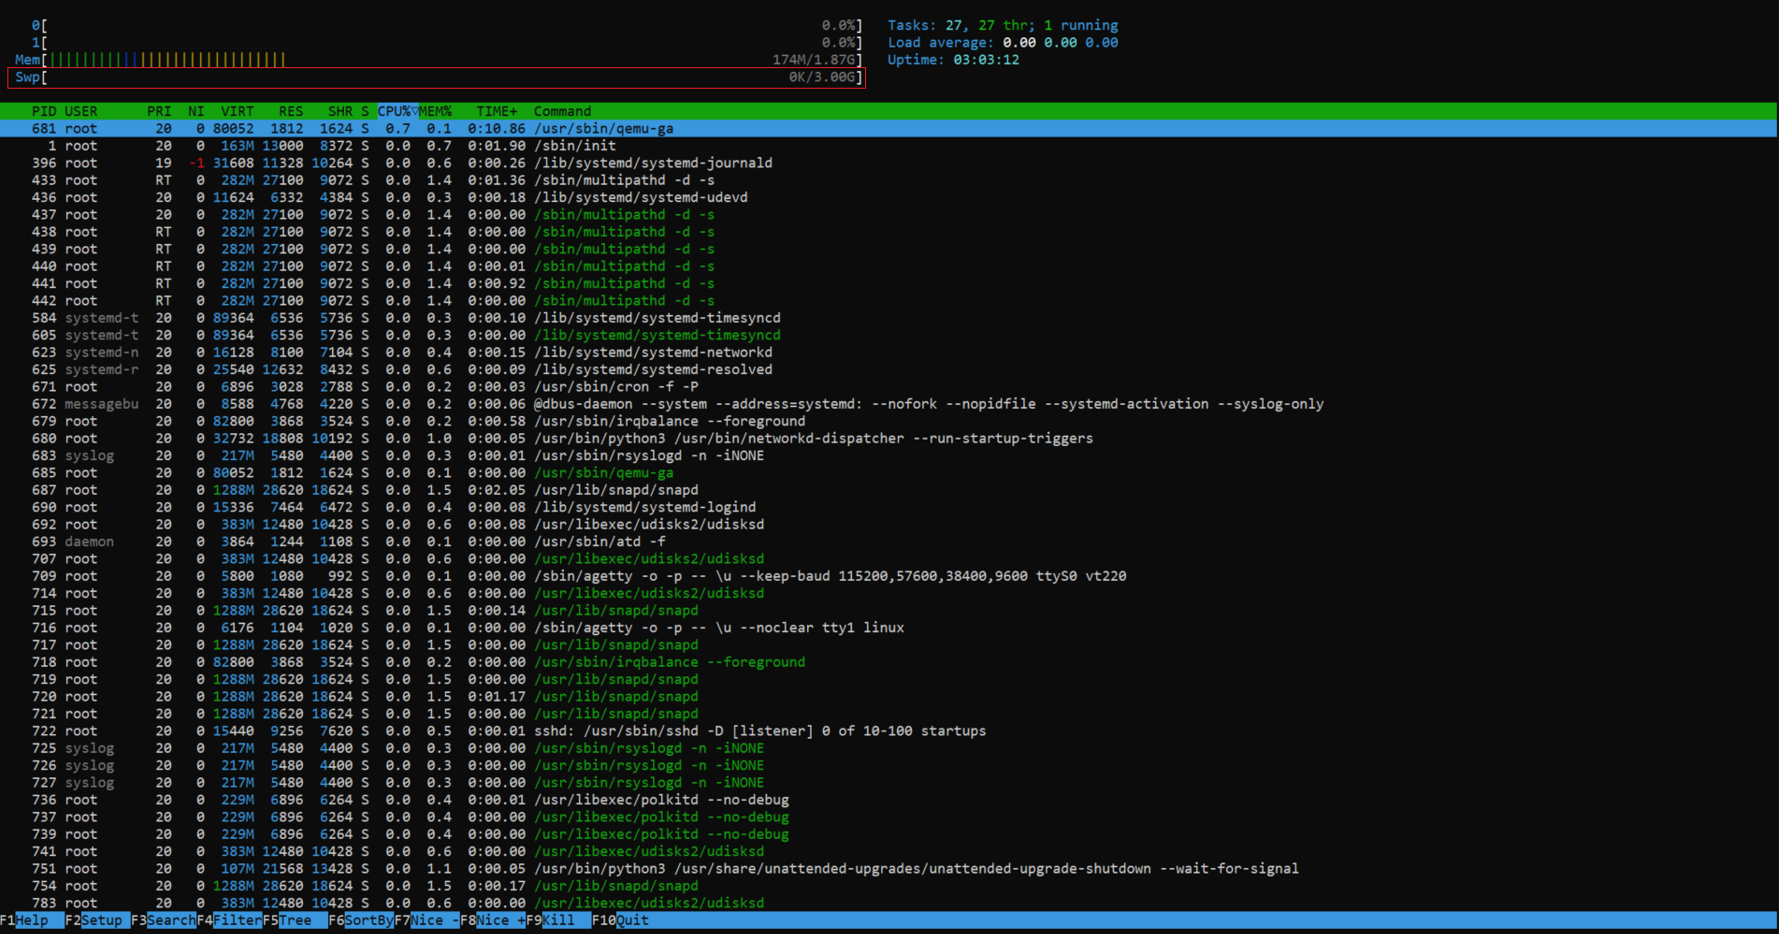 0[ 0.0%] Tasks: 27, 27 thr; 1 running
1[ 0.0%] Load average: 0.00 0.00 0.00
Mem[||||||||||||||||||||||||||||| 174M/1.87G] Uptime: 03:03:12
Swp[ 0K/3.00G]
PID USER PRI NI VIRT RES SHR S CPU%▽MEM% TIME+ Command
681 root 20 0 80052 1812 1624 S 0.7 0.1 0:10.86 /usr/sbin/qemu-ga
1 root 20 0 163M 13000 8372 S 0.0 0.7 0:01.90 /sbin/init
396 root 19 -1 31608 11328 10264 S 0.0 0.6 0:00.26 /lib/systemd/systemd-journald
433 root RT 0 282M 27100 9072 S 0.0 1.4 0:01.36 /sbin/multipathd -d -s
436 root 20 0 11624 6332 4384 S 0.0 0.3 0:00.18 /lib/systemd/systemd-udevd
437 root 20 0 282M 27100 9072 S 0.0 1.4 0:00.00 /sbin/multipathd -d -s
438 root RT 0 282M 27100 9072 S 0.0 1.4 0:00.00 /sbin/multipathd -d -s
439 root RT 0 282M 27100 9072 S 0.0 1.4 0:00.00 /sbin/multipathd -d -s
440 root RT 0 282M 27100 9072 S 0.0 1.4 0:00.01 /sbin/multipathd -d -s
441 root RT 0 282M 27100 9072 S 0.0 1.4 0:00.92 /sbin/multipathd -d -s
442 root RT 0 282M 27100 9072 S 0.0 1.4 0:00.00 /sbin/multipathd -d -s
584 systemd-t 20 0 89364 6536 5736 S 0.0 0.3 0:00.10 /lib/systemd/systemd-timesyncd
605 systemd-t 20 0 89364 6536 5736 S 0.0 0.3 0:00.00 /lib/systemd/systemd-timesyncd
623 systemd-n 20 0 16128 8100 7104 S 0.0 0.4 0:00.15 /lib/systemd/systemd-networkd
625 systemd-r 20 0 25540 12632 8432 S 0.0 0.6 0:00.09 /lib/systemd/systemd-resolved
671 root 20 0 6896 3028 2788 S 0.0 0.2 0:00.03 /usr/sbin/cron -f -P
672 messagebu 20 0 8588 4768 4220 S 0.0 0.2 0:00.06 @dbus-daemon --system --address=systemd: --nofork --nopidfile --systemd-activation --syslog-only
679 root 20 0 82800 3868 3524 S 0.0 0.2 0:00.58 /usr/sbin/irqbalance --foreground
680 root 20 0 32732 18808 10192 S 0.0 1.0 0:00.05 /usr/bin/python3 /usr/bin/networkd-dispatcher --run-startup-triggers
683 syslog 20 0 217M 5480 4400 S 0.0 0.3 0:00.01 /usr/sbin/rsyslogd -n -iNONE
685 root 20 0 80052 1812 1624 S 0.0 0.1 0:00.00 /usr/sbin/qemu-ga
687 root 20 0 1288M 28620 18624 S 0.0 1.5 0:02.05 /usr/lib/snapd/snapd
690 root 20 0 15336 7464 6472 S 0.0 0.4 0:00.08 /lib/systemd/systemd-logind
692 root 20 0 383M 12480 10428 S 0.0 0.6 0:00.08 /usr/libexec/udisks2/udisksd
693 daemon 20 0 3864 1244 1108 S 0.0 0.1 0:00.00 /usr/sbin/atd -f
707 root 20 0 383M 12480 10428 S 0.0 0.6 0:00.00 /usr/libexec/udisks2/udisksd
709 root 20 0 5800 1080 992 S 0.0 0.1 0:00.00 /sbin/agetty -o -p -- \u --keep-baud 115200,57600,38400,9600 ttyS0 vt220
714 root 20 0 383M 12480 10428 S 0.0 0.6 0:00.00 /usr/libexec/udisks2/udisksd
715 root 20 0 1288M 28620 18624 S 0.0 1.5 0:00.14 /usr/lib/snapd/snapd
716 root 20 0 6176 1104 1020 S 0.0 0.1 0:00.00 /sbin/agetty -o -p -- \u --noclear tty1 linux
717 root 20 0 1288M 28620 18624 S 0.0 1.5 0:00.00 /usr/lib/snapd/snapd
718 root 20 0 82800 3868 3524 S 0.0 0.2 0:00.00 /usr/sbin/irqbalance --foreground
719 root 20 0 1288M 28620 18624 S 0.0 1.5 0:00.00 /usr/lib/snapd/snapd
720 root 20 0 1288M 28620 18624 S 0.0 1.5 0:01.17 /usr/lib/snapd/snapd
721 root 20 0 1288M 28620 18624 S 0.0 1.5 0:00.00 /usr/lib/snapd/snapd
722 root 20 0 15440 9256 7620 S 0.0 0.5 0:00.01 sshd: /usr/sbin/sshd -D [listener] 0 of 10-100 startups
725 syslog 20 0 217M 5480 4400 S 0.0 0.3 0:00.00 /usr/sbin/rsyslogd -n -iNONE
726 syslog 20 0 217M 5480 4400 S 0.0 0.3 0:00.00 /usr/sbin/rsyslogd -n -iNONE
727 syslog 20 0 217M 5480 4400 S 0.0 0.3 0:00.00 /usr/sbin/rsyslogd -n -iNONE
736 root 20 0 229M 6896 6264 S 0.0 0.4 0:00.01 /usr/libexec/polkitd --no-debug
737 root 20 0 229M 6896 6264 S 0.0 0.4 0:00.00 /usr/libexec/polkitd --no-debug
739 root 20 0 229M 6896 6264 S 0.0 0.4 0:00.00 /usr/libexec/polkitd --no-debug
741 root 20 0 383M 12480 10428 S 0.0 0.6 0:00.00 /usr/libexec/udisks2/udisksd
751 root 20 0 107M 21568 13428 S 0.0 1.1 0:00.05 /usr/bin/python3 /usr/share/unattended-upgrades/unattended-upgrade-shutdown --wait-for-signal
754 root 20 0 1288M 28620 18624 S 0.0 1.5 0:00.17 /usr/lib/snapd/snapd
783 root 20 0 383M 12480 10428 S 0.0 0.6 0:00.00 /usr/libexec/udisks2/udisksd
F1Help F2Setup F3SearchF4FilterF5Tree F6SortByF7Nice -F8Nice +F9Kill F10Quit